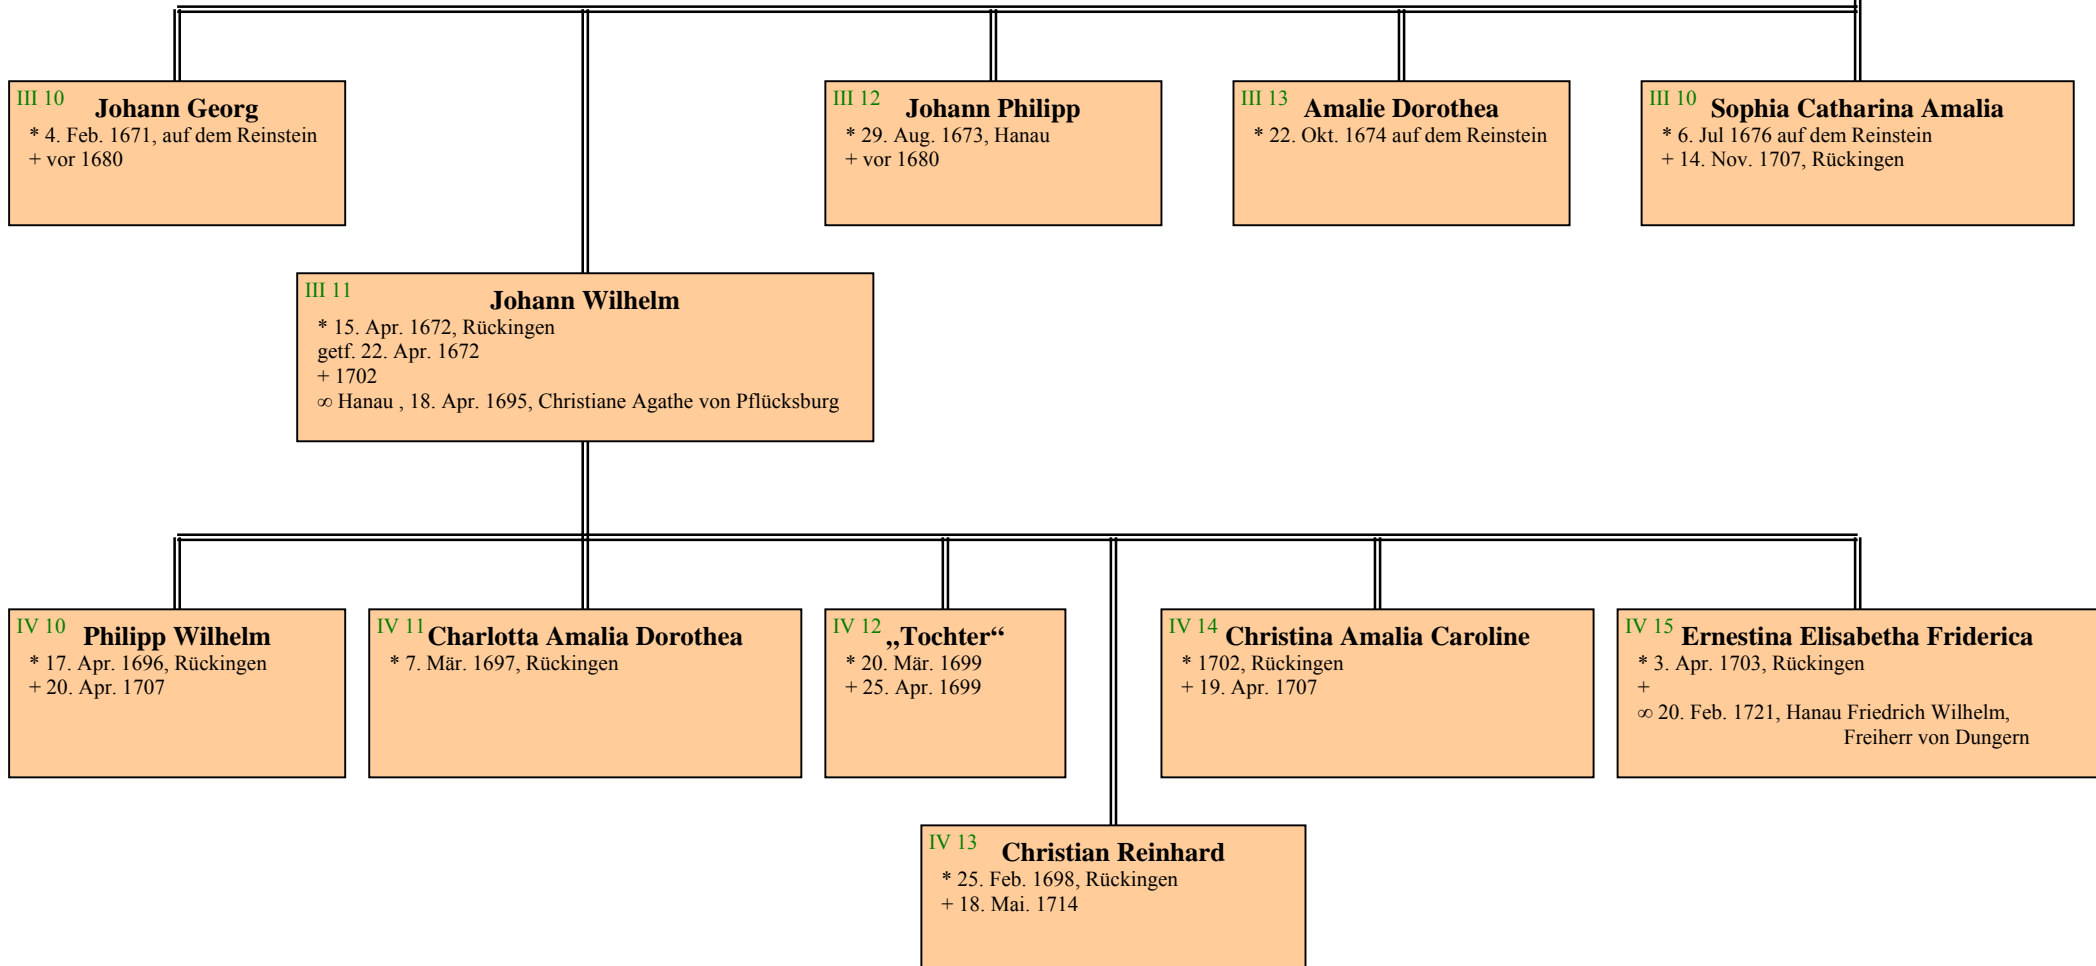 III 10
Johann Georg
* 4. Feb. 1671, auf dem Reinstein
+ vor 1680
III 12
Johann Philipp
* 29. Aug. 1673, Hanau
+ vor 1680
III 13
Amalie Dorothea
* 22. Okt. 1674 auf dem Reinstein
III 10
Sophia Catharina Amalia
* 6. Jul 1676 auf dem Reinstein
+ 14. Nov. 1707, Rückingen
III 11
Johann Wilhelm
* 15. Apr. 1672, Rückingen
getf. 22. Apr. 1672
+ 1702
∞ Hanau , 18. Apr. 1695, Christiane Agathe von Pflücksburg
IV 10
Philipp Wilhelm
* 17. Apr. 1696, Rückingen
+ 20. Apr. 1707
IV 11
Charlotta Amalia Dorothea
* 7. Mär. 1697, Rückingen
IV 12
„Tochter“
* 20. Mär. 1699
+ 25. Apr. 1699
IV 14
Christina Amalia Caroline
* 1702, Rückingen
+ 19. Apr. 1707
IV 15
Ernestina Elisabetha Friderica
* 3. Apr. 1703, Rückingen
+
∞ 20. Feb. 1721, Hanau Friedrich Wilhelm,
Freiherr von Dungern
IV 13
Christian Reinhard
* 25. Feb. 1698, Rückingen
+ 18. Mai. 1714